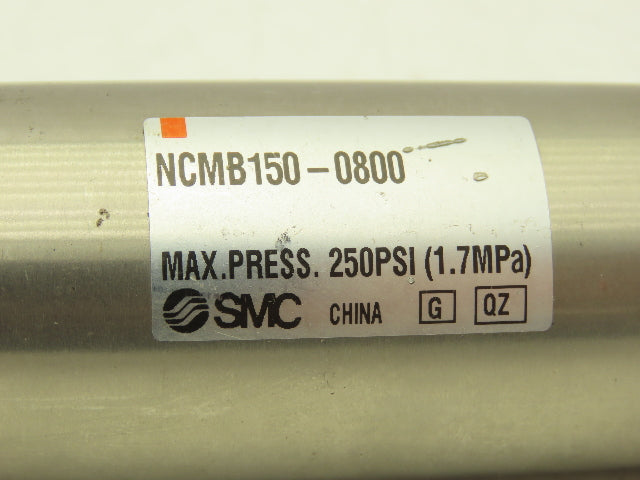 NCMB150-0800
MAX.PRESS. 250PSI (1.7MPa)
SMC CHINA G QZ